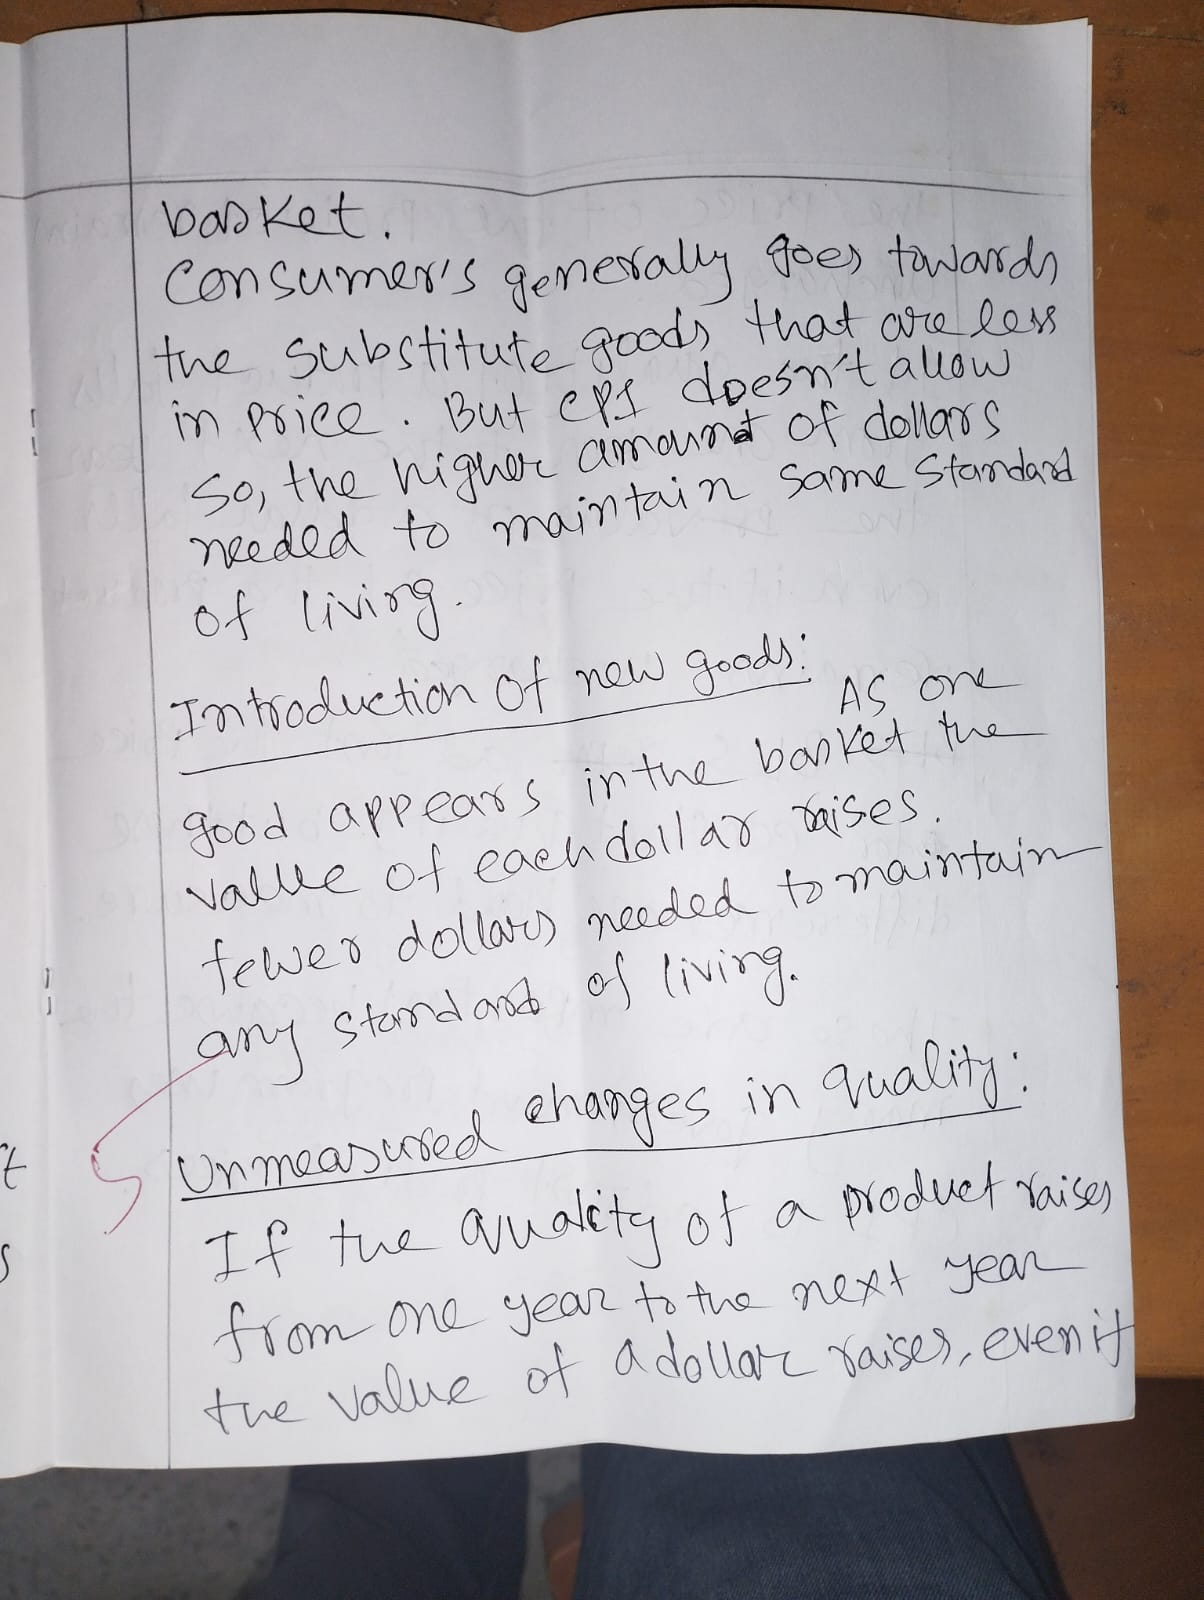 basket.
Consumer's generally goes towards
the substitute goods that are less
in price. But CPI doesn't allow
so, the higher amount of dollars
needed to maintain same standard
of living.
Introduction of new goods:
As one
good appears in the basket the
value of each dollar raises.
fewer dollars needed to maintain
any standard of living.
Unmeasured changes in quality:
If the quality of a product raises
from one year to the next year
the value of a dollar raises, even if